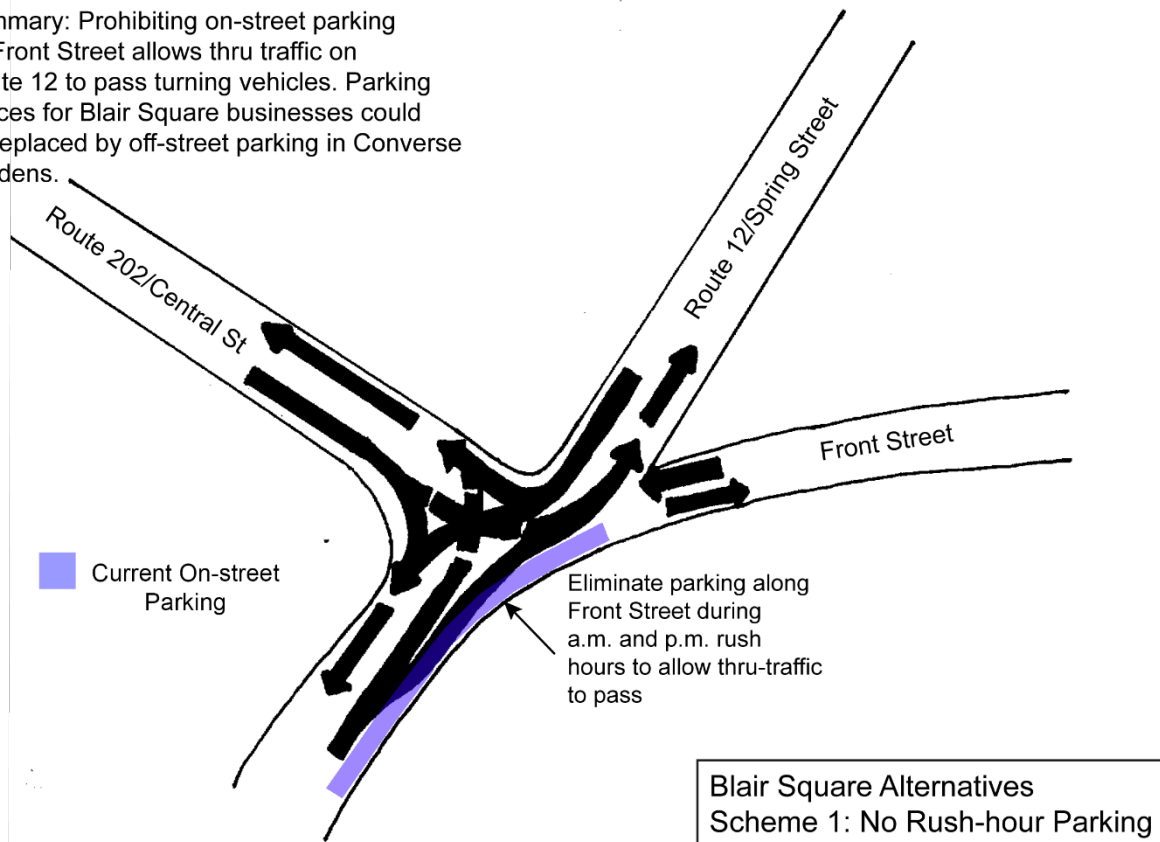 mmary: Prohibiting on-street parking
Front Street allows thru traffic on
te 12 to pass turning vehicles. Parking
ces for Blair Square businesses could
eplaced by off-street parking in Converse
dens.
Route 202/Central St
Route 12/Spring Street
Front Street
Current On-street
Parking
Eliminate parking along
Front Street during
a.m. and p.m. rush
hours to allow thru-traffic
to pass
Blair Square Alternatives
Scheme 1: No Rush-hour Parking